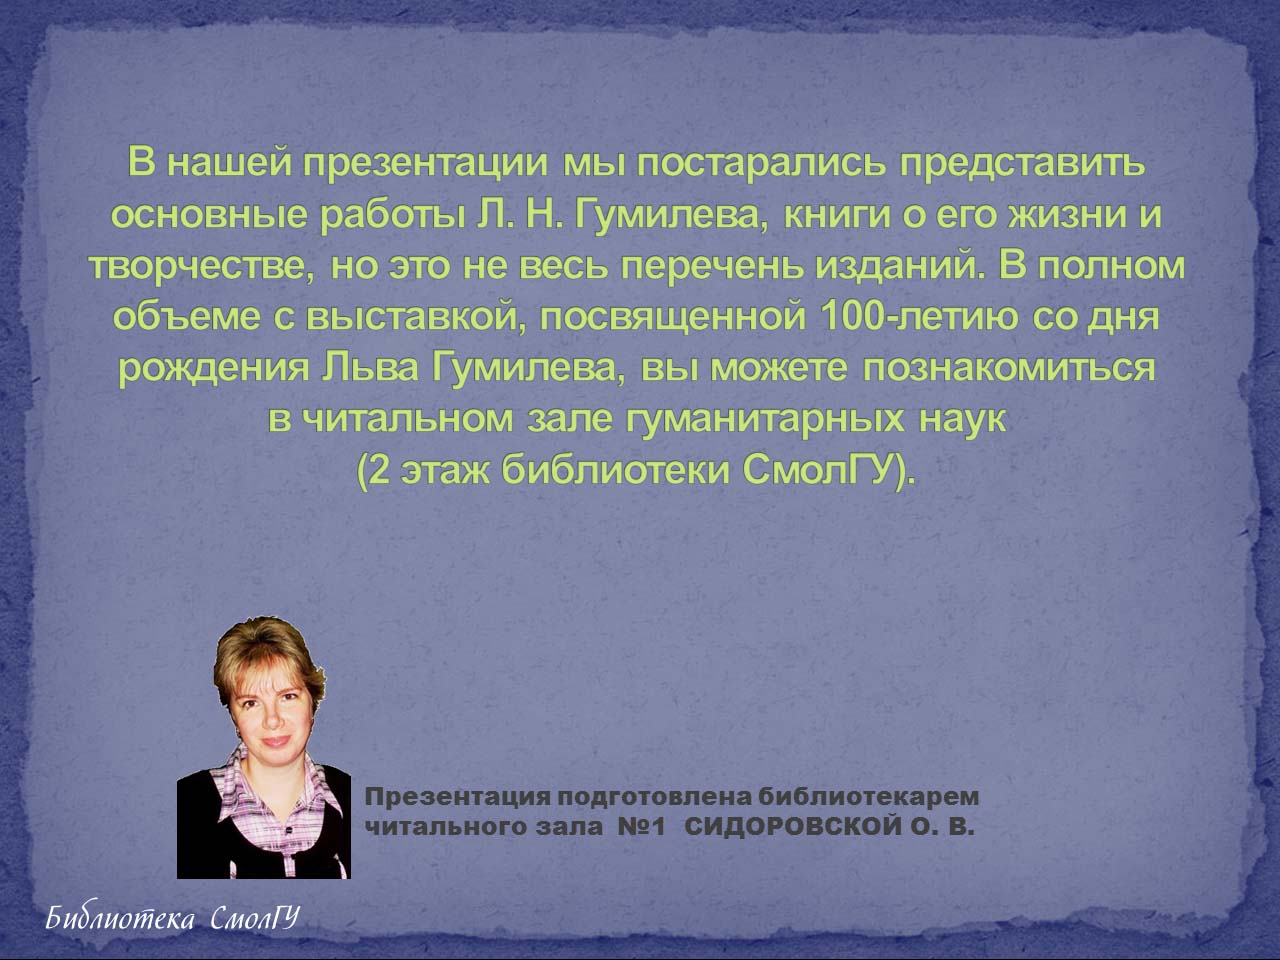 В нашей презентации мы постарались представить
основные работы Л. Н. Гумилева, книги о его жизни и
творчестве, но это не весь перечень изданий. В полном
объеме с выставкой, посвященной 100-летию со дня
рождения Льва Гумилева, вы можете познакомиться
в читальном зале гуманитарных наук
(2 этаж библиотеки СмолГУ).
Презентация подготовлена библиотекарем
читального зала №1 СИДОРОВСКОЙ О. В.
Библиотека СмолГУ